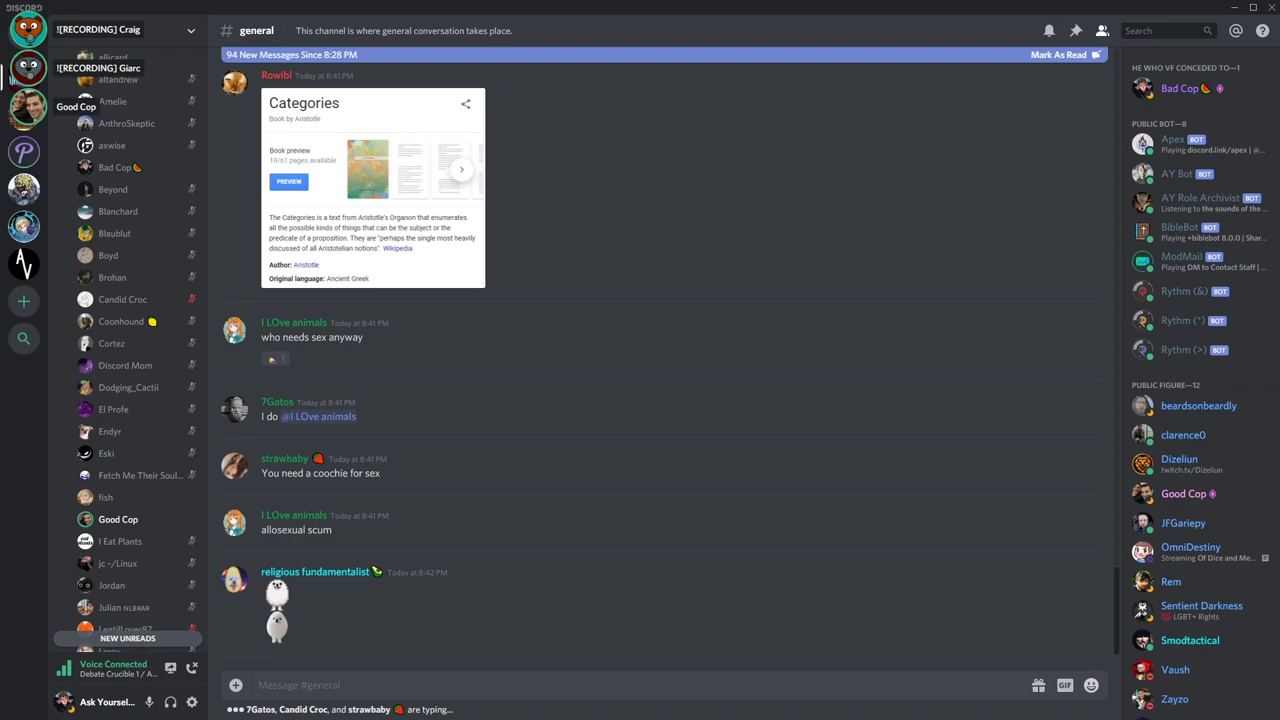 DISCORD
![RECORDING] Craig
![RECORDING] Giarc
Good Cop
allicard
altandrew
Amelie
AnthroSkeptic
axwise
Bad Cop
Beyond
Blanchard
Blaublut
Boyd
Brohan
Candid Croc
Coonhound
Cortez
Discord Mom
Dodging_Cactii
El Profe
Endyr
Eski
Fetch Me Their Soul...
fish
Good Cop
I Eat Plants
jc ~/Linux
Jordan
Julian NLBRAR
LentilLover87
NEW UNREADS
Voice Connected
Debate Crucible 1 / A...
Ask Yoursel...
# general
This channel is where general conversation takes place.
Search
94 New Messages Since 8:28 PM
Mark As Read
Rowibl Today at 8:41 PM
Categories
Book by Aristotle
Book preview
19/61 pages available
PREVIEW
The Categories is a text from Aristotle's Organon that enumerates
all the possible kinds of things that can be the subject or the
predicate of a proposition. They are "perhaps the single most heavily
discussed of all Aristotelian notions". Wikipedia
Author: Aristotle
Original language: Ancient Greek
I LOve animals Today at 8:41 PM
who needs sex anyway
1
7Gatos Today at 8:41 PM
I do @I LOve animals
strawbaby Today at 8:41 PM
You need a coochie for sex
I LOve animals Today at 8:41 PM
allosexual scum
religious fundamentalist Today at 8:42 PM
Message #general
GIF
7Gatos, Candid Croc, and strawbaby are typing...
HE WHO VF CONCEDED TO—1
Bad Cop
PUBLIC BOT—8
Apex BOT
Playing discord.link/apex | @...
AY Bot BOT
AY Role Archivist BOT
Listening to the sounds of the ...
BibleBot BOT
Playing +biblebot 8.0.0 | Shar...
ModMail BOT
Playing DM to Contact Staff | ...
Rythm (&) BOT
Rythm (*) BOT
Rythm (>) BOT
PUBLIC FIGURE—12
beardsonbeardly
clarence0
Dizeliun
twitch.tv/Dizeliun
Good Cop
JFGariepy
OmniDestiny
Streaming Of Dice and Me...
Rem
Sentient Darkness
LGBT+ Rights
Smodtactical
Vaush
Zayzo